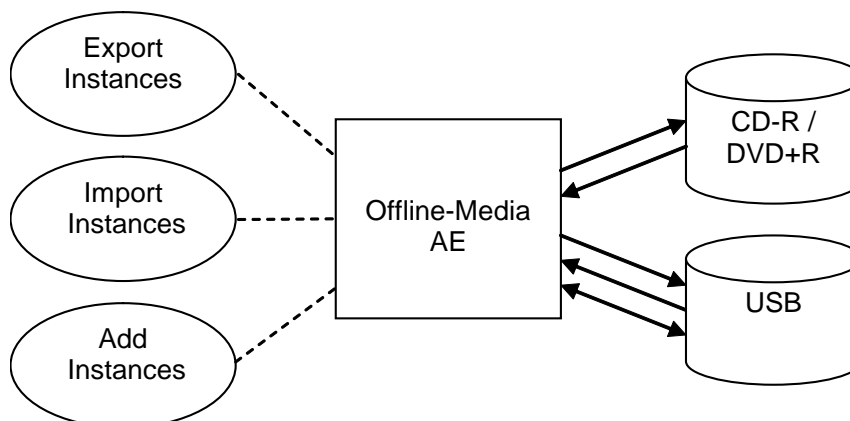 Export
Instances
Import
Instances
Add
Instances
Offline-Media
AE
CD-R /
DVD+R
USB